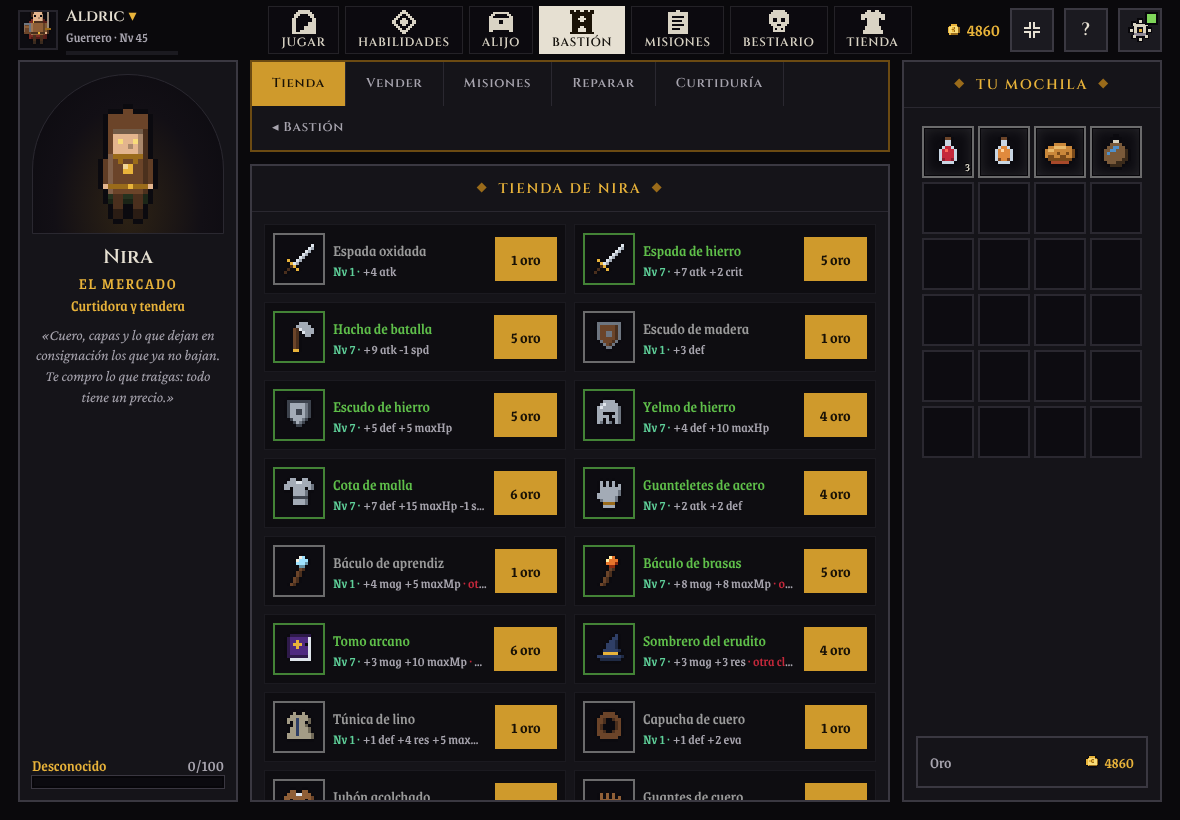 ALDRIC ▾
Guerrero · Nv 45
JUGAR
HABILIDADES
ALIJO
BASTIÓN
MISIONES
BESTIARIO
TIENDA
4860
?
NIRA
EL MERCADO
Curtidora y tendera
«Cuero, capas y lo que dejan en
consignación los que ya no bajan.
Te compro lo que traigas: todo
tiene un precio.»
Desconocido 0/100
TIENDA
VENDER
MISIONES
REPARAR
CURTIDURÍA
◂ BASTIÓN
◆ TIENDA DE NIRA ◆
Espada oxidada
Nv 1 · +4 atk
1 oro
Espada de hierro
Nv 7 · +7 atk +2 crit
5 oro
Hacha de batalla
Nv 7 · +9 atk -1 spd
5 oro
Escudo de madera
Nv 1 · +3 def
1 oro
Escudo de hierro
Nv 7 · +5 def +5 maxHp
5 oro
Yelmo de hierro
Nv 7 · +4 def +10 maxHp
4 oro
Cota de malla
Nv 7 · +7 def +15 maxHp -1 s...
6 oro
Guanteletes de acero
Nv 7 · +2 atk +2 def
4 oro
Báculo de aprendiz
Nv 1 · +4 mag +5 maxMp · ot...
1 oro
Báculo de brasas
Nv 7 · +8 mag +8 maxMp · o...
5 oro
Tomo arcano
Nv 7 · +3 mag +10 maxMp · ...
6 oro
Sombrero del erudito
Nv 7 · +3 mag +3 res · otra cl...
4 oro
Túnica de lino
Nv 1 · +1 def +4 res +5 max...
1 oro
Capucha de cuero
Nv 1 · +1 def +2 eva
1 oro
Jubón acolchado
Guantes de cuero
◆ TU MOCHILA ◆
3
Oro 4860